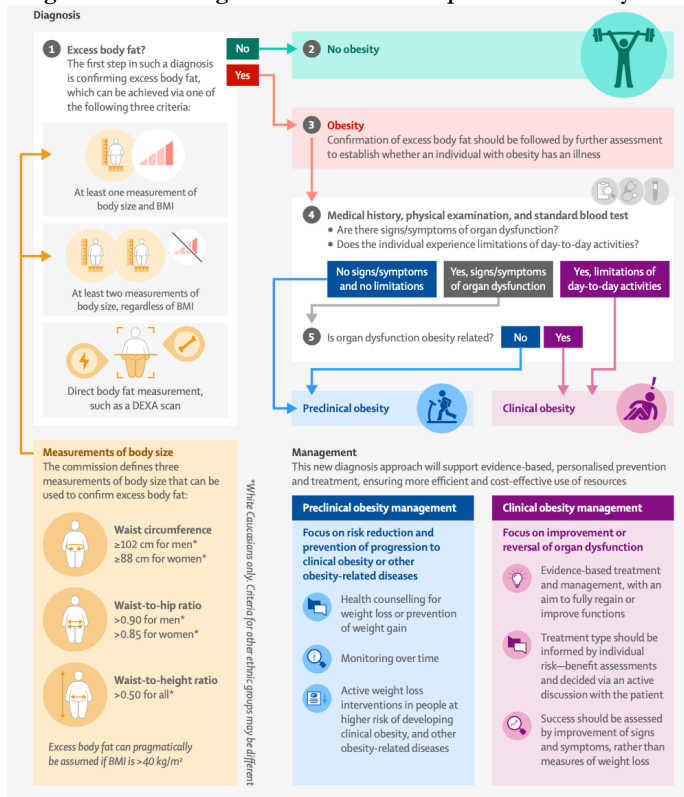 Diagnosis
1 Excess body fat?
The first step in such a diagnosis
is confirming excess body fat,
which can be achieved via one of
the following three criteria:
No
Yes
At least one measurement of
body size and BMI
At least two measurements of
body size, regardless of BMI
Direct body fat measurement,
such as a DEXA scan
2 No obesity
3 Obesity
Confirmation of excess body fat should be followed by further assessment
to establish whether an individual with obesity has an illness
4 Medical history, physical examination, and standard blood test
• Are there signs/symptoms of organ dysfunction?
• Does the individual experience limitations of day-to-day activities?
No signs/symptoms
and no limitations
Yes, signs/symptoms
of organ dysfunction
Yes, limitations of
day-to-day activities
5 Is organ dysfunction obesity related?
No
Yes
Preclinical obesity
Clinical obesity
Measurements of body size
The commission defines three
measurements of body size that can be
used to confirm excess body fat:
Waist circumference
≥102 cm for men*
≥88 cm for women*
Waist-to-hip ratio
>0.90 for men*
>0.85 for women*
Waist-to-height ratio
>0.50 for all*
Excess body fat can pragmatically
be assumed if BMI is >40 kg/m²
*White Caucasians only. Criteria for other ethnic groups may be different
Management
This new diagnosis approach will support evidence-based, personalised prevention
and treatment, ensuring more efficient and cost-effective use of resources
Preclinical obesity management
Focus on risk reduction and
prevention of progression to
clinical obesity or other
obesity-related diseases
Health counselling for
weight loss or prevention
of weight gain
Monitoring over time
Active weight loss
interventions in people at
higher risk of developing
clinical obesity, and other
obesity-related diseases
Clinical obesity management
Focus on improvement or
reversal of organ dysfunction
Evidence-based treatment
and management, with an
aim to fully regain or
improve functions
Treatment type should be
informed by individual
risk—benefit assessments
and decided via an active
discussion with the patient
Success should be assessed
by improvement of signs
and symptoms, rather than
measures of weight loss